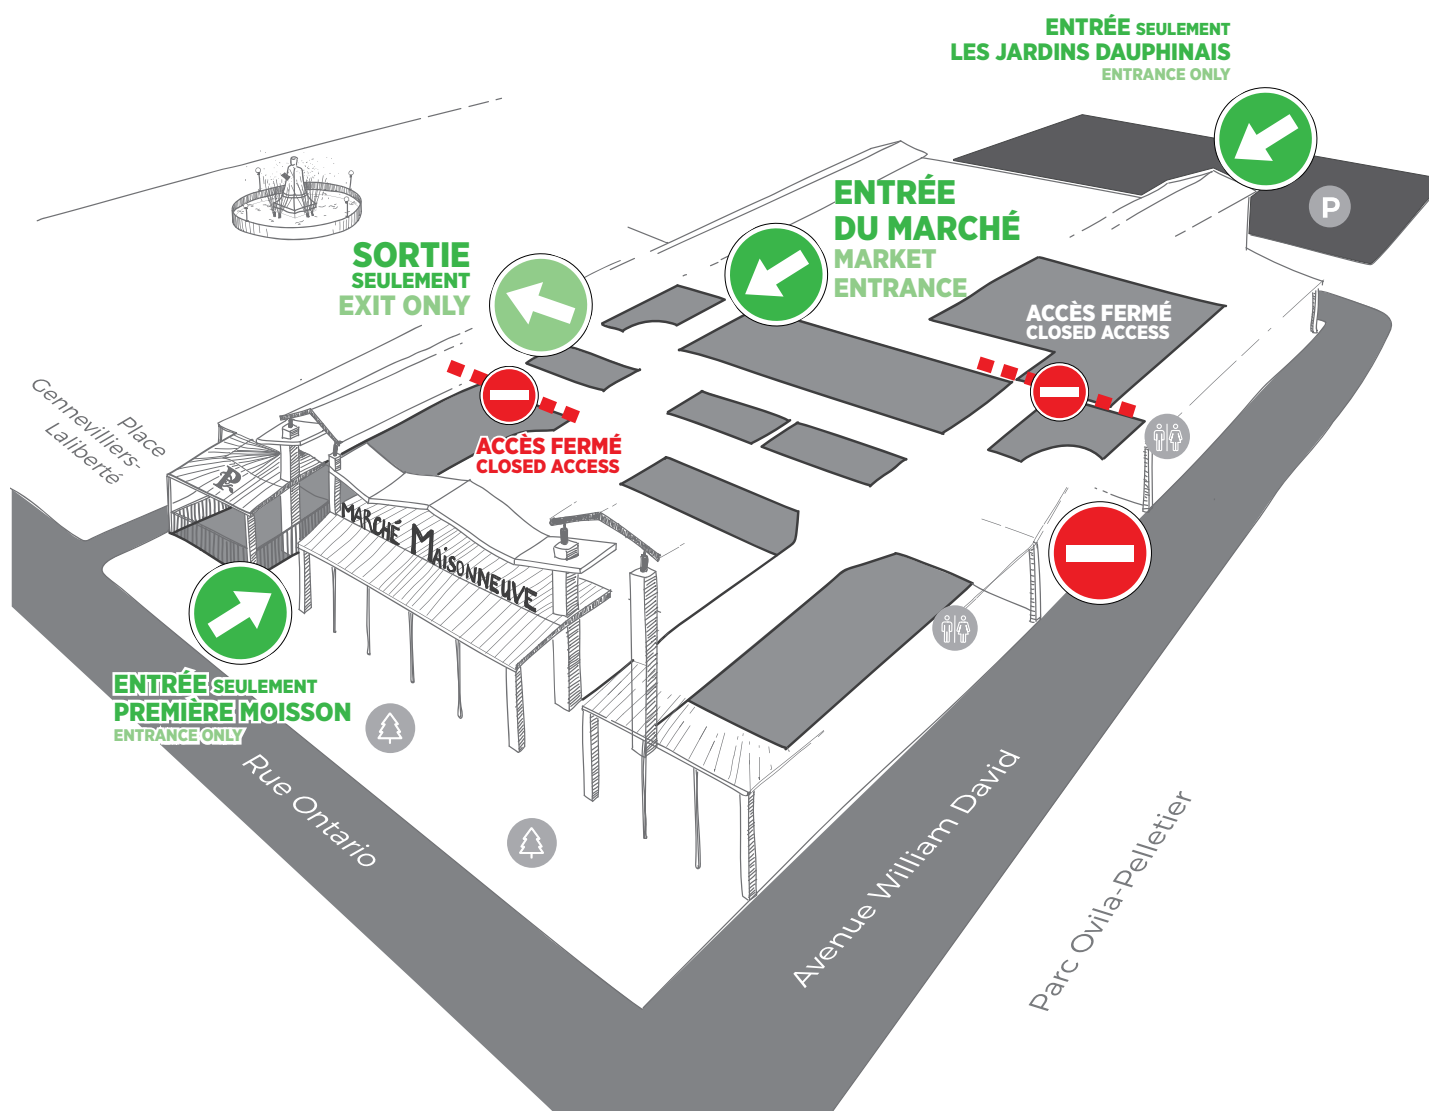 ENTRÉE SEULEMENT
LES JARDINS DAUPHINAIS
ENTRANCE ONLY
P
ENTRÉE
DU MARCHÉ
MARKET
ENTRANCE
SORTIE
SEULEMENT
EXIT ONLY
ACCÈS FERMÉ
CLOSED ACCESS
ACCÈS FERMÉ
CLOSED ACCESS
Place
Gennevilliers-
Laliberté
P
MARCHÉ MAISONNEUVE
ENTRÉE SEULEMENT
PREMIÈRE MOISSON
ENTRANCE ONLY
Rue Ontario
Avenue William David
Parc Ovila-Pelletier